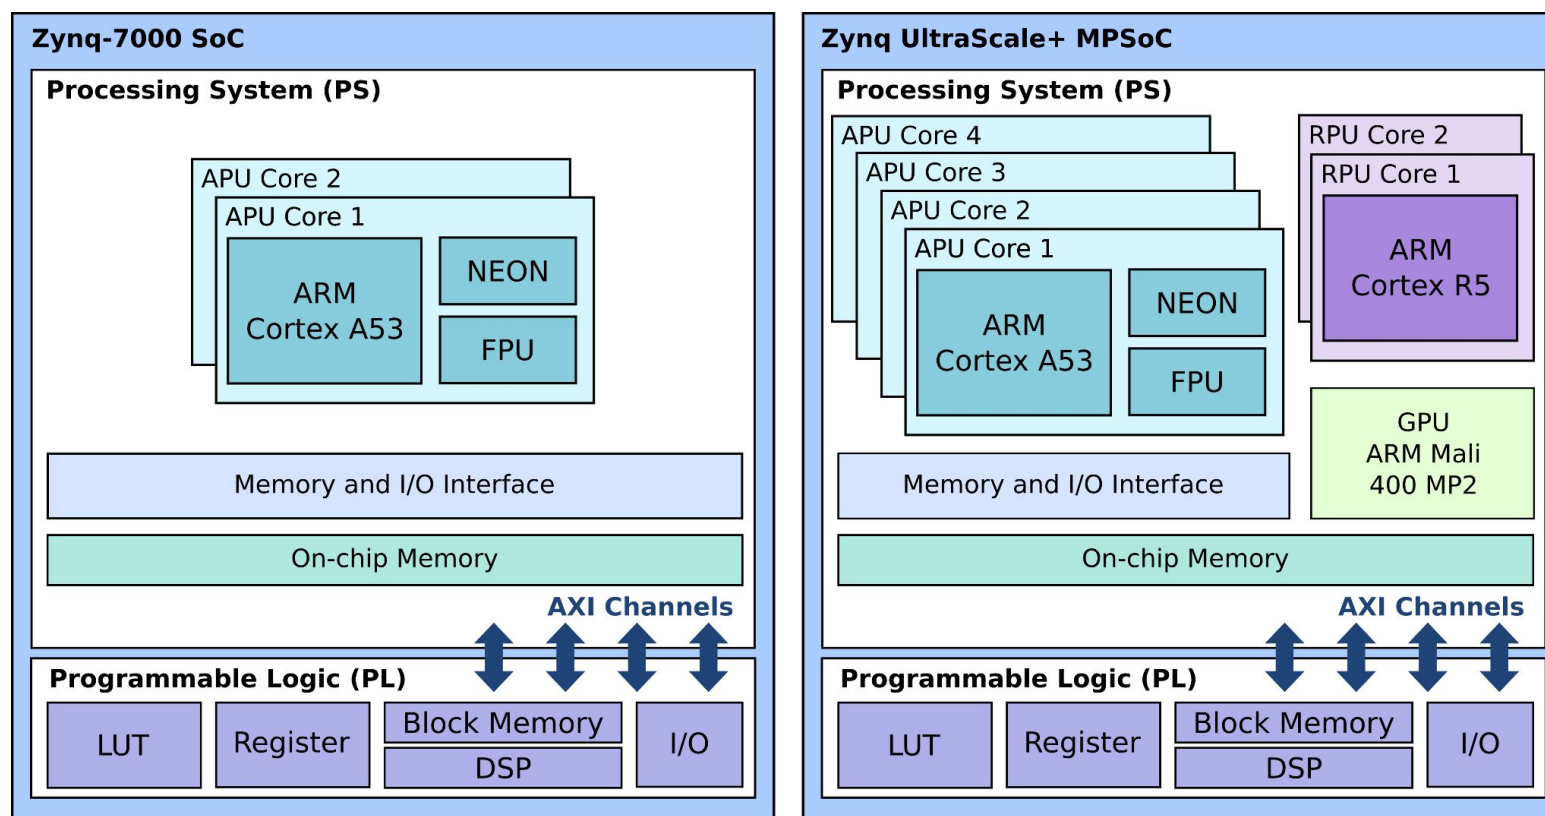 Zynq-7000 SoC
Processing System (PS)
APU Core 2
APU Core 1
ARM
Cortex A53
NEON
FPU
Memory and I/O Interface
On-chip Memory
AXI Channels
Programmable Logic (PL)
LUT
Register
Block Memory
DSP
I/O
Zynq UltraScale+ MPSoC
Processing System (PS)
APU Core 4
APU Core 3
APU Core 2
APU Core 1
ARM
Cortex A53
NEON
FPU
RPU Core 2
RPU Core 1
ARM
Cortex R5
GPU
ARM Mali
400 MP2
Memory and I/O Interface
On-chip Memory
AXI Channels
Programmable Logic (PL)
LUT
Register
Block Memory
DSP
I/O